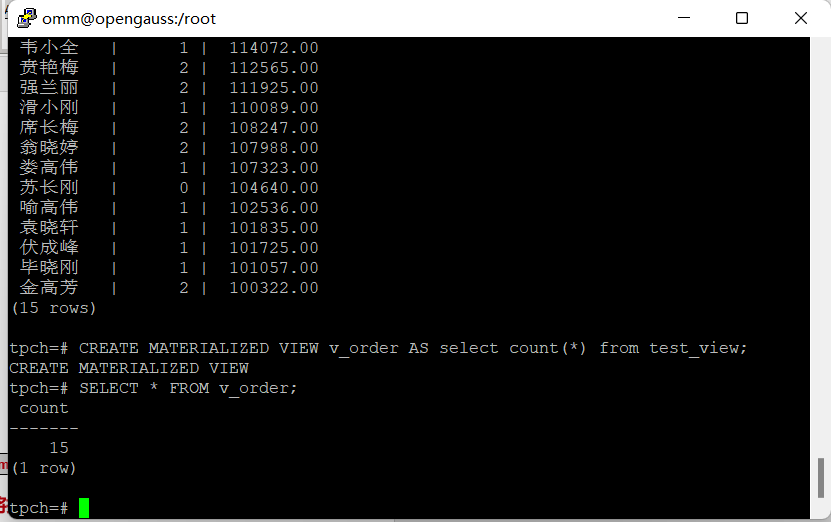 omm@opengauss:/root
韦小全 | 1 | 114072.00
贲艳梅 | 2 | 112565.00
强兰丽 | 2 | 111925.00
滑小刚 | 1 | 110089.00
席长梅 | 2 | 108247.00
翁晓婷 | 2 | 107988.00
娄高伟 | 1 | 107323.00
苏长刚 | 0 | 104640.00
喻高伟 | 1 | 102536.00
袁晓轩 | 1 | 101835.00
伏成峰 | 1 | 101725.00
毕晓刚 | 1 | 101057.00
金高芳 | 2 | 100322.00
(15 rows)
tpch=# CREATE MATERIALIZED VIEW v_order AS select count(*) from test_view;
CREATE MATERIALIZED VIEW
tpch=# SELECT * FROM v_order;
count
-------
15
(1 row)
tpch=#